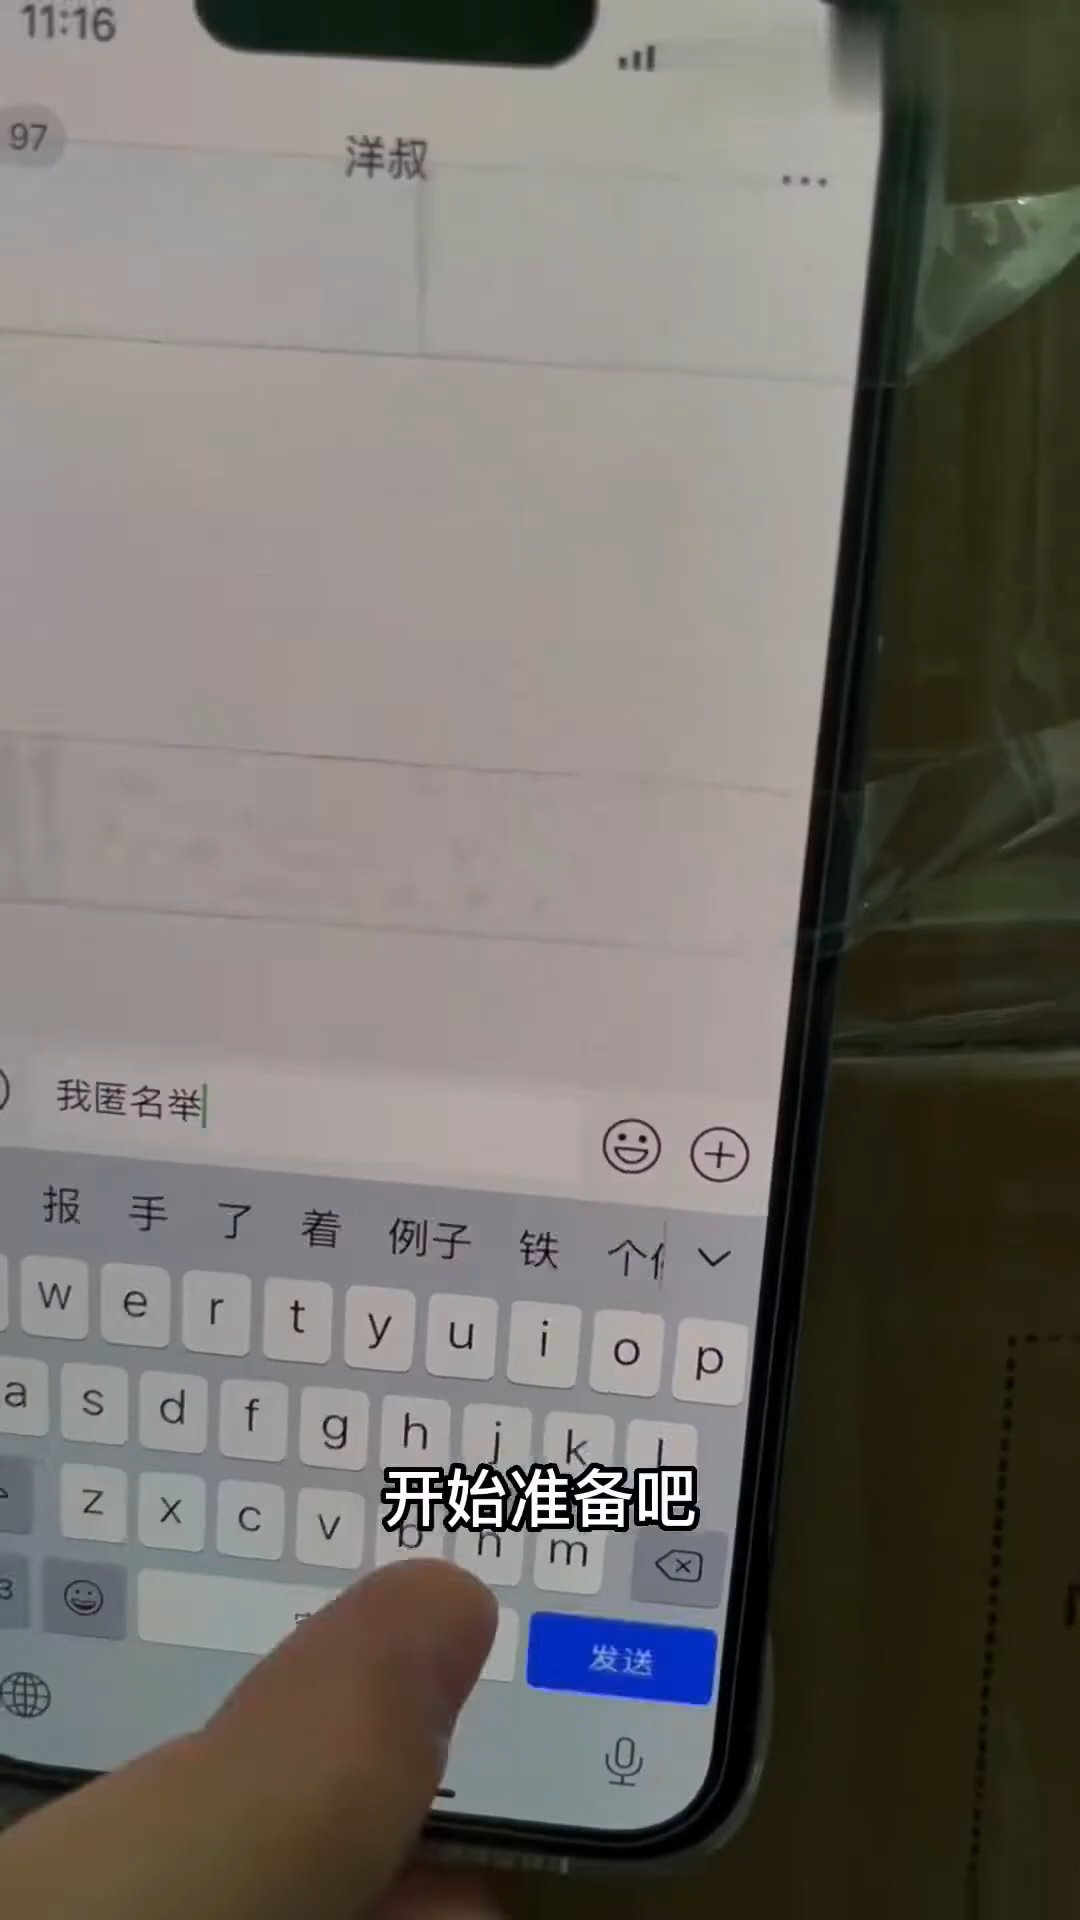 11:16
97
洋叔
我匿名举
报 手 了 着 例子 铁
w e r t y u i o p
a s d f g h j k l
开始准备吧
z x c v b n m
发送